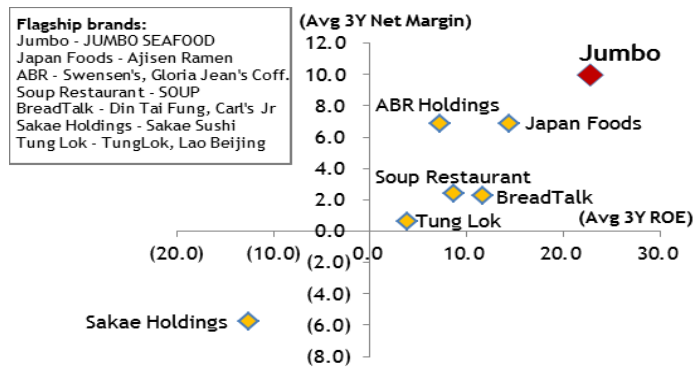 Flagship brands:
Jumbo - JUMBO SEAFOOD
Japan Foods - Ajisen Ramen
ABR - Swensen's, Gloria Jean's Coff.
Soup Restaurant - SOUP
BreadTalk - Din Tai Fung, Carl's Jr
Sakae Holdings - Sakae Sushi
Tung Lok - TungLok, Lao Beijing
(Avg 3Y Net Margin)
12.0
10.0
8.0
6.0
4.0
2.0
0.0
(2.0)
(4.0)
(6.0)
(8.0)
Jumbo
ABR Holdings
Japan Foods
Soup Restaurant
BreadTalk
Tung Lok
(Avg 3Y ROE)
(20.0) (10.0) 0.0 10.0 20.0 30.0
Sakae Holdings